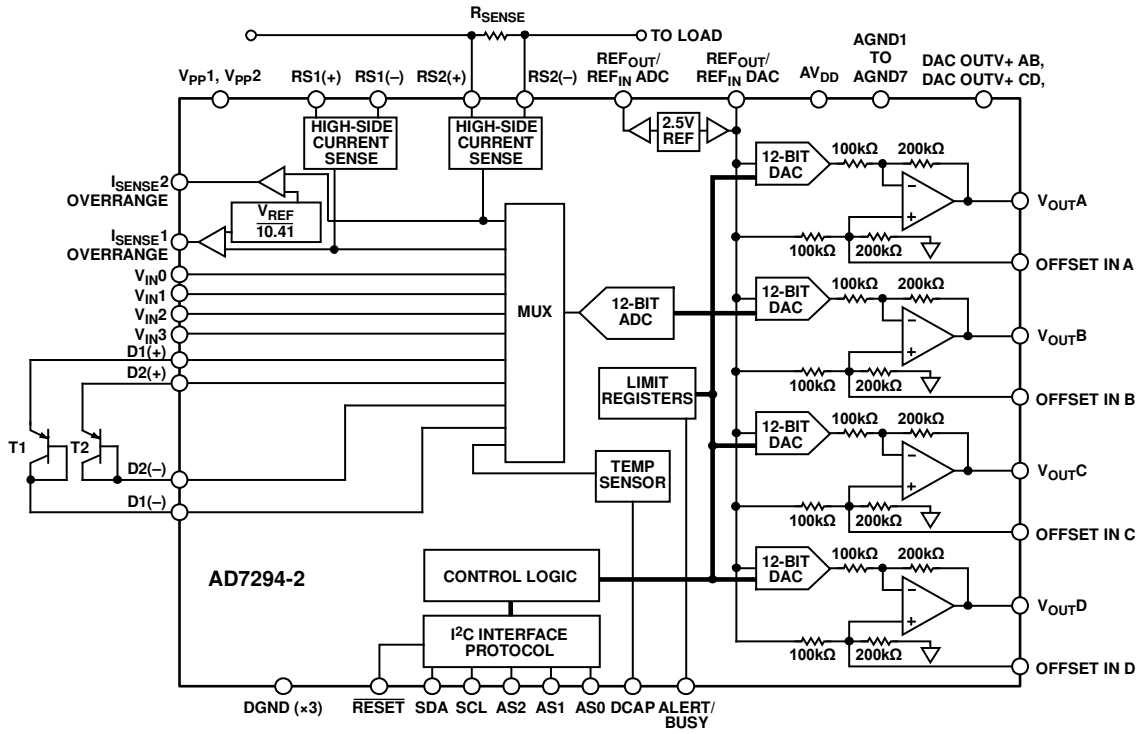 RSENSE
TO LOAD
VPP1, VPP2
RS1(+)
RS1(–)
RS2(+)
RS2(–)
REFOUT/
REFIN ADC
REFOUT/
REFIN DAC
AVDD
AGND1
TO
AGND7
DAC OUTV+ AB,
DAC OUTV+ CD,
HIGH-SIDE
CURRENT
SENSE
HIGH-SIDE
CURRENT
SENSE
2.5V
REF
12-BIT
DAC
100kΩ
200kΩ
–
+
VOUTA
100kΩ
200kΩ
OFFSET IN A
ISENSE2
OVERRANGE
VREF
10.41
ISENSE1
OVERRANGE
VIN0
VIN1
VIN2
VIN3
D1(+)
D2(+)
T1
T2
D2(–)
D1(–)
MUX
12-BIT
ADC
12-BIT
DAC
100kΩ
200kΩ
–
+
VOUTB
100kΩ
200kΩ
OFFSET IN B
LIMIT
REGISTERS
TEMP
SENSOR
12-BIT
DAC
100kΩ
200kΩ
–
+
VOUTC
100kΩ
200kΩ
OFFSET IN C
AD7294-2
CONTROL LOGIC
I2C INTERFACE
PROTOCOL
12-BIT
DAC
100kΩ
200kΩ
–
+
VOUTD
100kΩ
200kΩ
OFFSET IN D
DGND (×3)
RESET
SDA
SCL
AS2
AS1
AS0
DCAP
ALERT/
BUSY